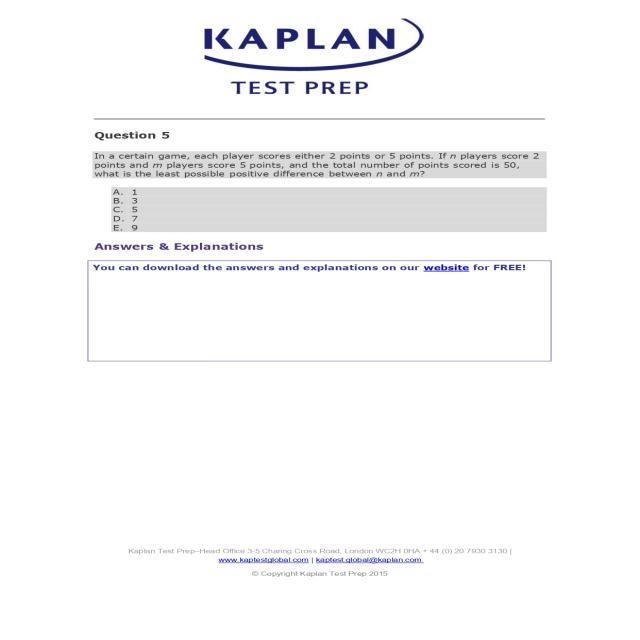 KAPLAN
TEST PREP
Question 5
In a certain game, each player scores either 2 points or 5 points. If n players score 2
points and m players score 5 points, and the total number of points scored is 50,
what is the least possible positive difference between n and m?
A. 1
B. 3
C. 5
D. 7
E. 9
Answers & Explanations
You can download the answers and explanations on our website for FREE!
Kaplan Test Prep–Head Office 3-5 Charing Cross Road, London WC2H 0HA + 44 (0) 20 7930 3130 |
www.kaptestglobal.com | kaptest.global@kaplan.com
© Copyright Kaplan Test Prep 2015